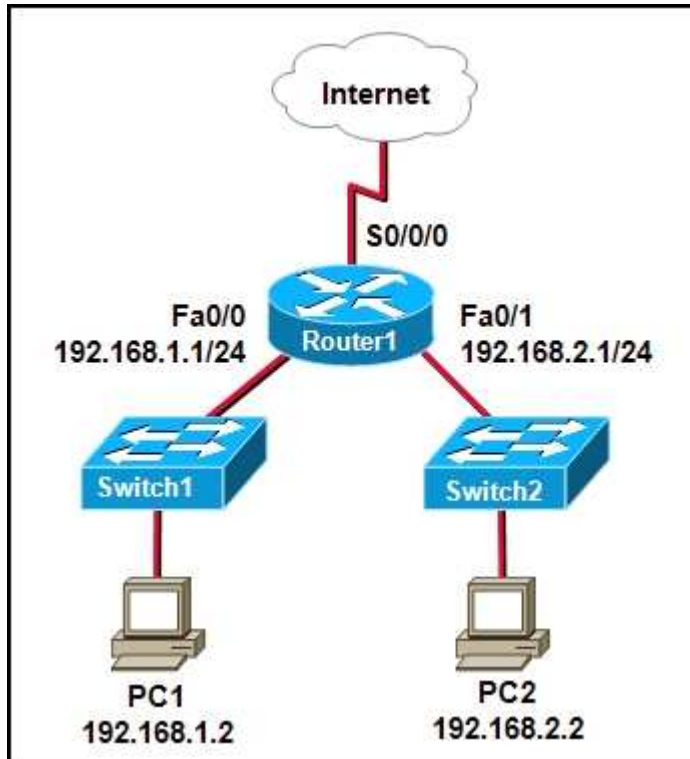 Internet
S0/0/0
Fa0/0
192.168.1.1/24
Router1
Fa0/1
192.168.2.1/24
Switch1
Switch2
PC1
192.168.1.2
PC2
192.168.2.2